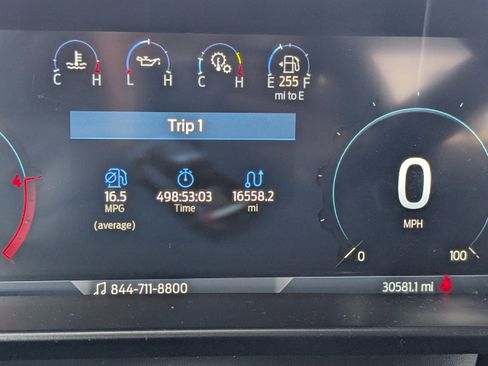 C H L H C H E 255 F
mi to E
Trip 1
4
16.5 498:53:03 16558.2
MPG Time mi
(average)
0
MPH
0 100
844-711-8800 30581.1 mi